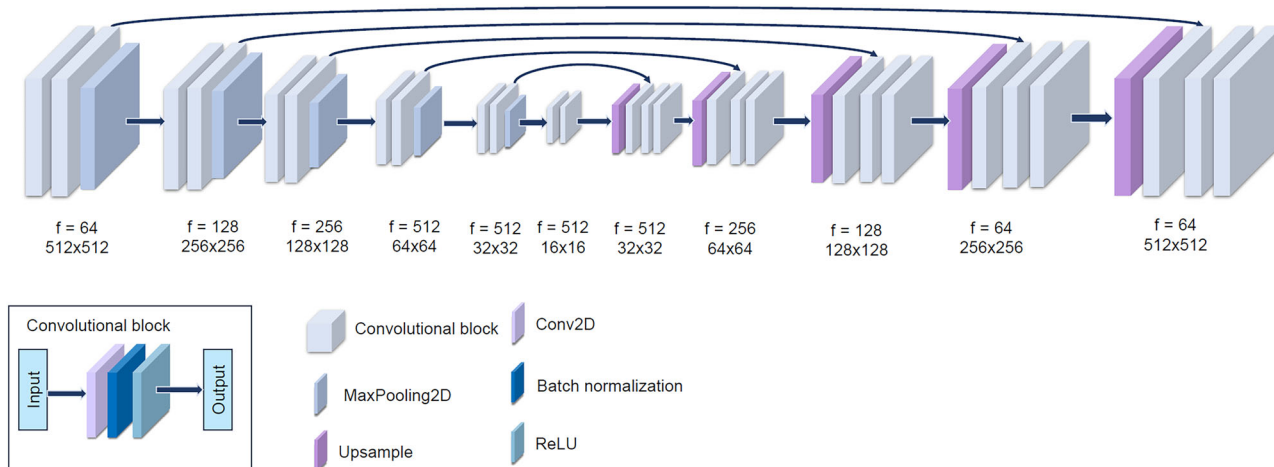 f = 64
512x512
f = 128
256x256
f = 256
128x128
f = 512
64x64
f = 512
32x32
f = 512
16x16
f = 512
32x32
f = 256
64x64
f = 128
128x128
f = 64
256x256
f = 64
512x512
Convolutional block
Input
Output
Convolutional block
MaxPooling2D
Upsample
Conv2D
Batch normalization
ReLU